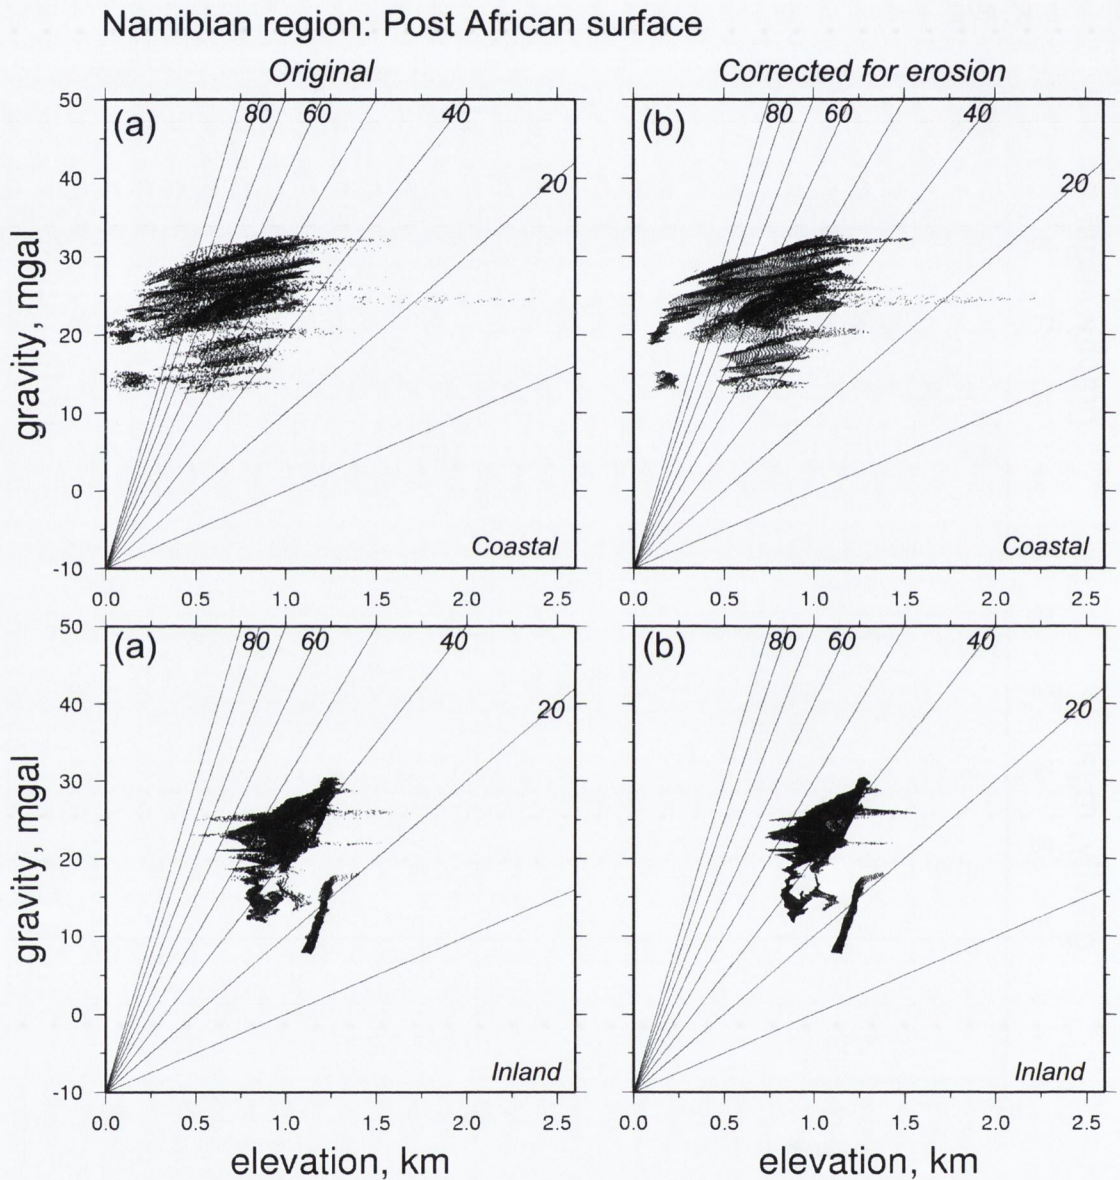 Namibian region: Post African surface
Original
Corrected for erosion
(a) 80 60 40
20
50
40
30
20
10
0
-10
gravity, mgal
Coastal
0.0 0.5 1.0 1.5 2.0 2.5
(b) 80 60 40
20
Coastal
0.0 0.5 1.0 1.5 2.0 2.5
(a) 80 60 40
20
50
40
30
20
10
0
-10
gravity, mgal
Inland
0.0 0.5 1.0 1.5 2.0 2.5
elevation, km
(b) 80 60 40
20
Inland
0.0 0.5 1.0 1.5 2.0 2.5
elevation, km